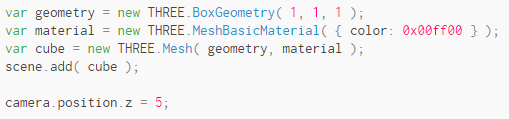 var geometry = new THREE.BoxGeometry( 1, 1, 1 );
var material = new THREE.MeshBasicMaterial( { color: 0x00ff00 } );
var cube = new THREE.Mesh( geometry, material );
scene.add( cube );
camera.position.z = 5;